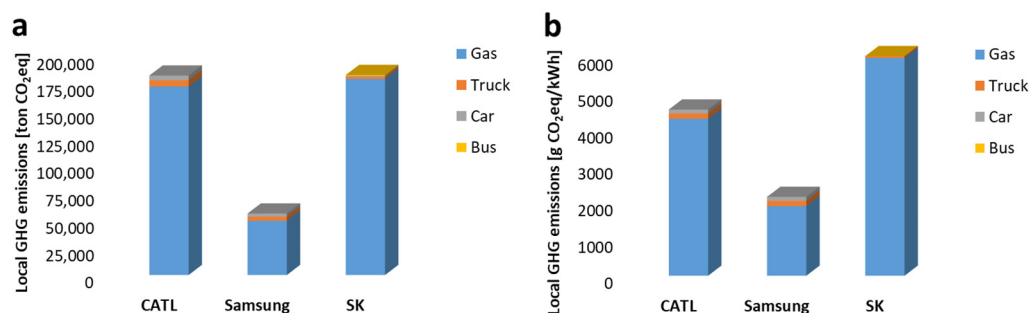 a
Local GHG emissions [ton CO₂eq]
200,000
175,000
150,000
125,000
100,000
75,000
50,000
25,000
0
CATL Samsung SK
Gas
Truck
Car
Bus
b
Local GHG emissions [g CO₂eq/kWh]
6000
5000
4000
3000
2000
1000
0
CATL Samsung SK
Gas
Truck
Car
Bus